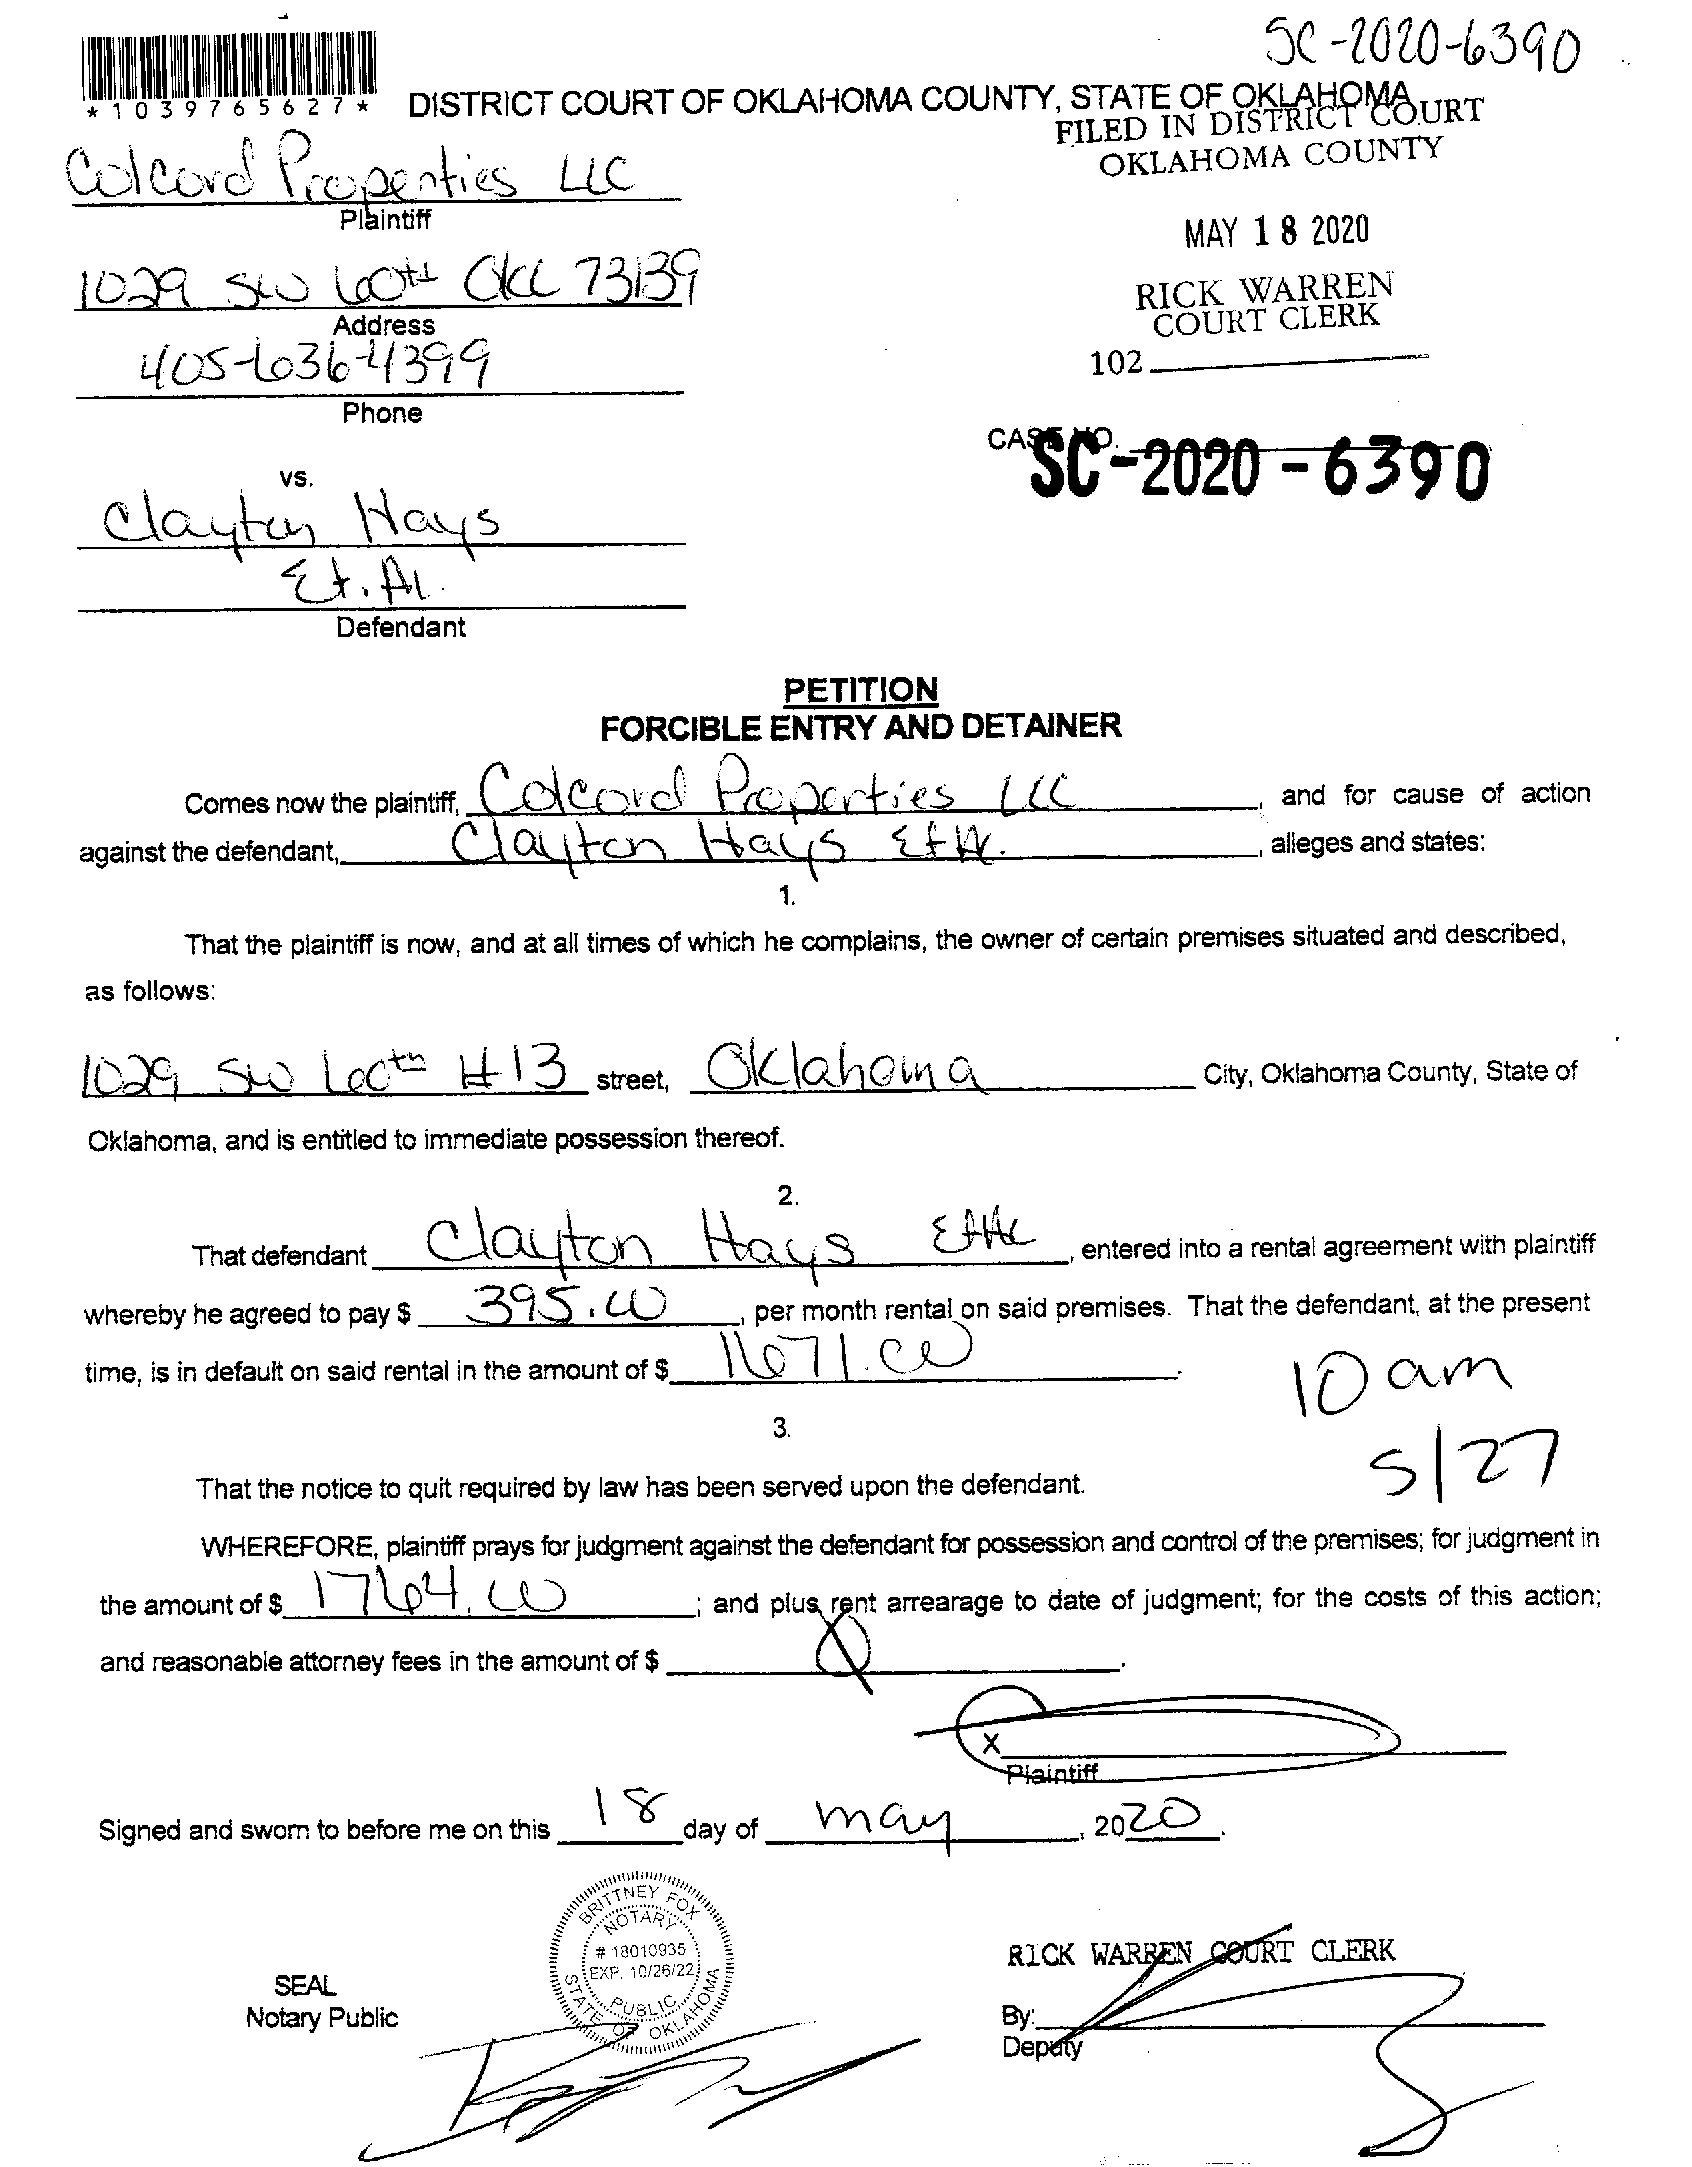 SC-2020-6390
*1039765627*
DISTRICT COURT OF OKLAHOMA COUNTY, STATE OF OKLAHOMA
FILED IN DISTRICT COURT
OKLAHOMA COUNTY
Colcord Properties LLC
Plaintiff
MAY 18 2020
1029 SW 60th OKC 73139
RICK WARREN
COURT CLERK
Address
405-636-4399
102
Phone
CASE NO.
SC-2020-6390
vs.
Clayton Hays
Et. Al.
Defendant
PETITION
FORCIBLE ENTRY AND DETAINER
Comes now the plaintiff, Colcord Properties LLC, and for cause of action
against the defendant, Clayton Hays Et Al., alleges and states:
1.
That the plaintiff is now, and at all times of which he complains, the owner of certain premises situated and described,
as follows:
1029 SW 60th #13 street, Oklahoma City, Oklahoma County, State of
Oklahoma, and is entitled to immediate possession thereof.
2.
That defendant Clayton Hays Et Al, entered into a rental agreement with plaintiff
whereby he agreed to pay $ 395.00, per month rental on said premises. That the defendant, at the present
time, is in default on said rental in the amount of $ 1671.00.
10 am
3.
5/27
That the notice to quit required by law has been served upon the defendant.
WHEREFORE, plaintiff prays for judgment against the defendant for possession and control of the premises; for judgment in
the amount of $ 1764.00; and plus rent arrearage to date of judgment; for the costs of this action;
and reasonable attorney fees in the amount of $ 0.
X
Plaintiff
Signed and sworn to before me on this 18 day of may, 2020.
BRITTNEY FOX
NOTARY
# 18010935
EXP. 10/26/22
PUBLIC
STATE OF OKLAHOMA
RICK WARREN COURT CLERK
SEAL
Notary Public
By:
Deputy